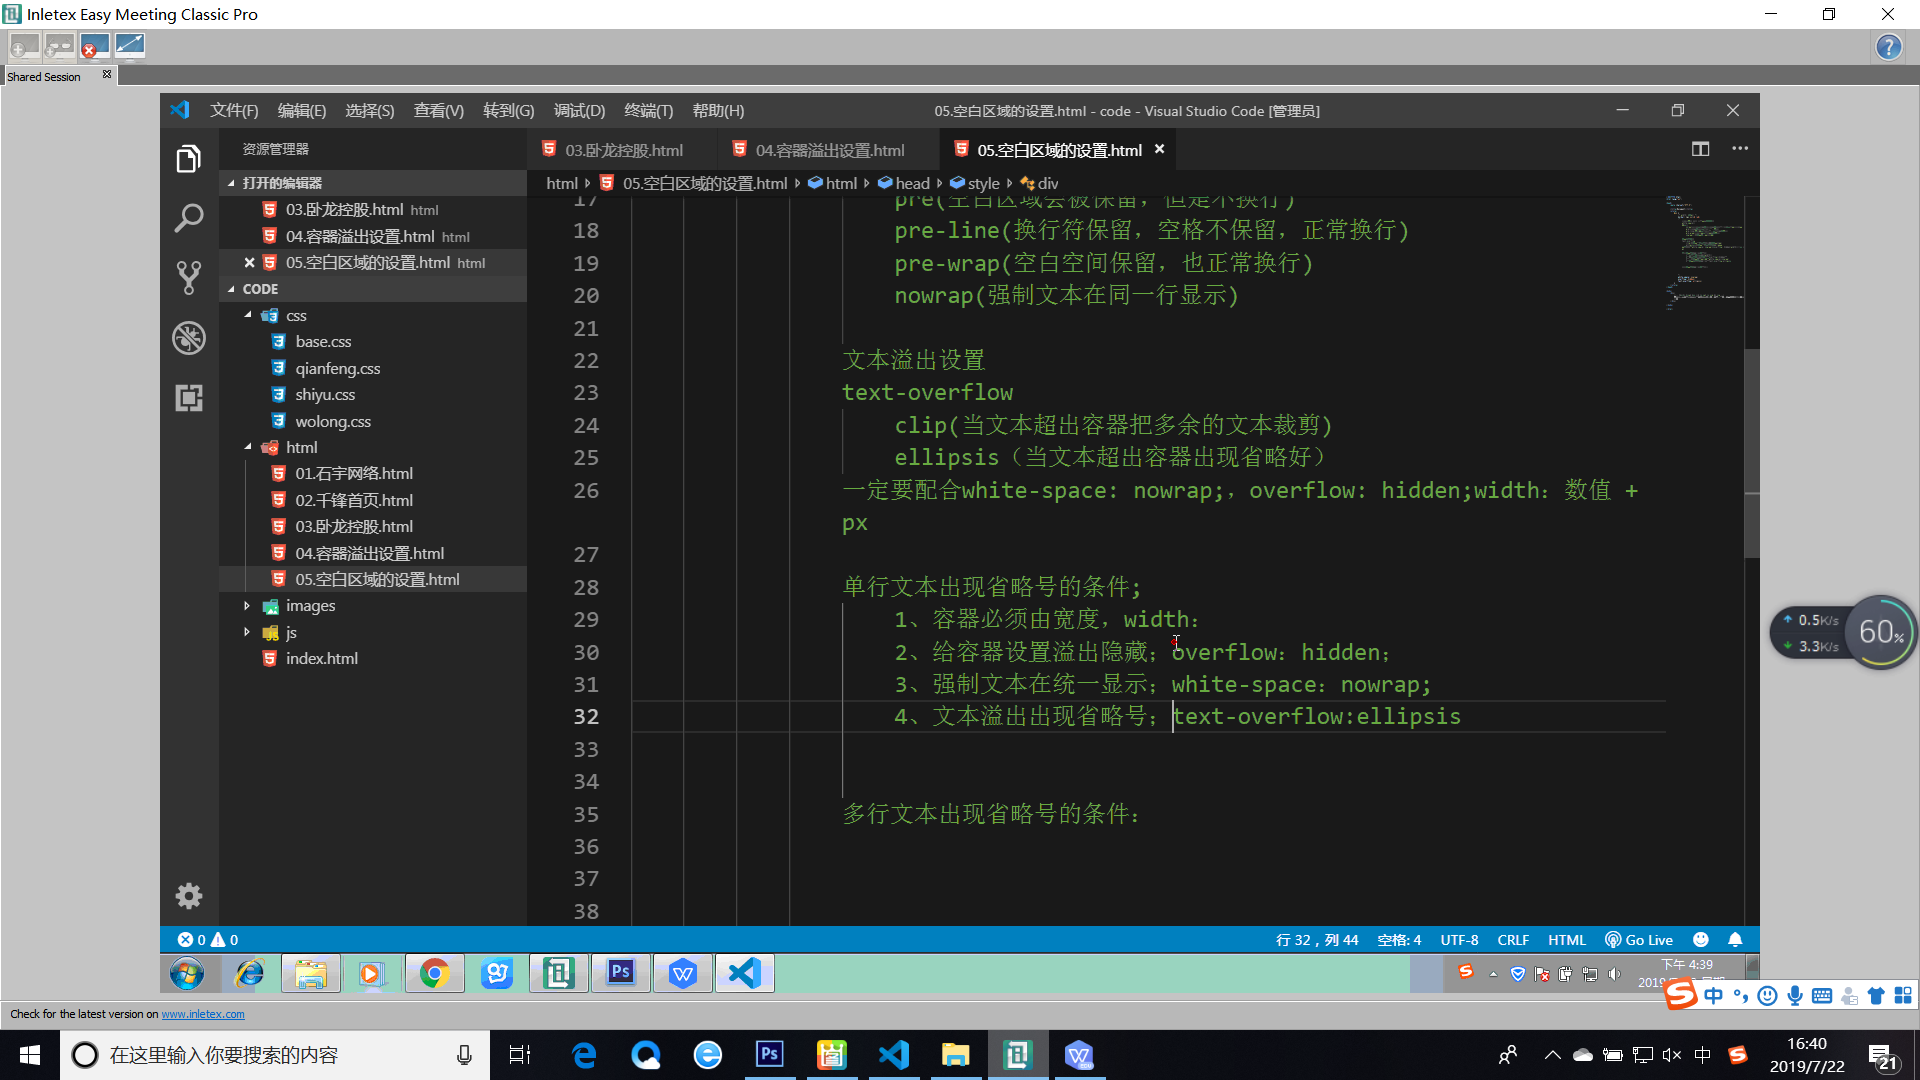 Inletex Easy Meeting Classic Pro
Shared Session
文件(F) 编辑(E) 选择(S) 查看(V) 转到(G) 调试(D) 终端(T) 帮助(H)
05.空白区域的设置.html - code - Visual Studio Code [管理员]
资源管理器
打开的编辑器
03.卧龙控股.html html
04.容器溢出设置.html html
05.空白区域的设置.html html
CODE
css
base.css
qianfeng.css
shiyu.css
wolong.css
html
01.石宇网络.html
02.千锋首页.html
03.卧龙控股.html
04.容器溢出设置.html
05.空白区域的设置.html
images
js
index.html
03.卧龙控股.html 04.容器溢出设置.html 05.空白区域的设置.html
html 05.空白区域的设置.html html head style div
17 pre(空白区域会被保留，但是不换行)
18 pre-line(换行符保留，空格不保留，正常换行)
19 pre-wrap(空白空间保留，也正常换行)
20 nowrap(强制文本在同一行显示)
21
22 文本溢出设置
23 text-overflow
24 clip(当文本超出容器把多余的文本裁剪)
25 ellipsis（当文本超出容器出现省略好）
26 一定要配合white-space: nowrap;，overflow: hidden;width：数值 +
px
27
28 单行文本出现省略号的条件;
29 1、容器必须由宽度，width：
30 2、给容器设置溢出隐藏；overflow：hidden；
31 3、强制文本在统一显示；white-space：nowrap;
32 4、文本溢出出现省略号；text-overflow:ellipsis
33
34
35 多行文本出现省略号的条件：
36
37
38
0 0
行 32，列 44 空格: 4 UTF-8 CRLF HTML Go Live
下午 4:39
0.5K/s
3.3K/s
60%
中
Check for the latest version on www.inletex.com
在这里输入你要搜索的内容
中
16:40
2019/7/22
21